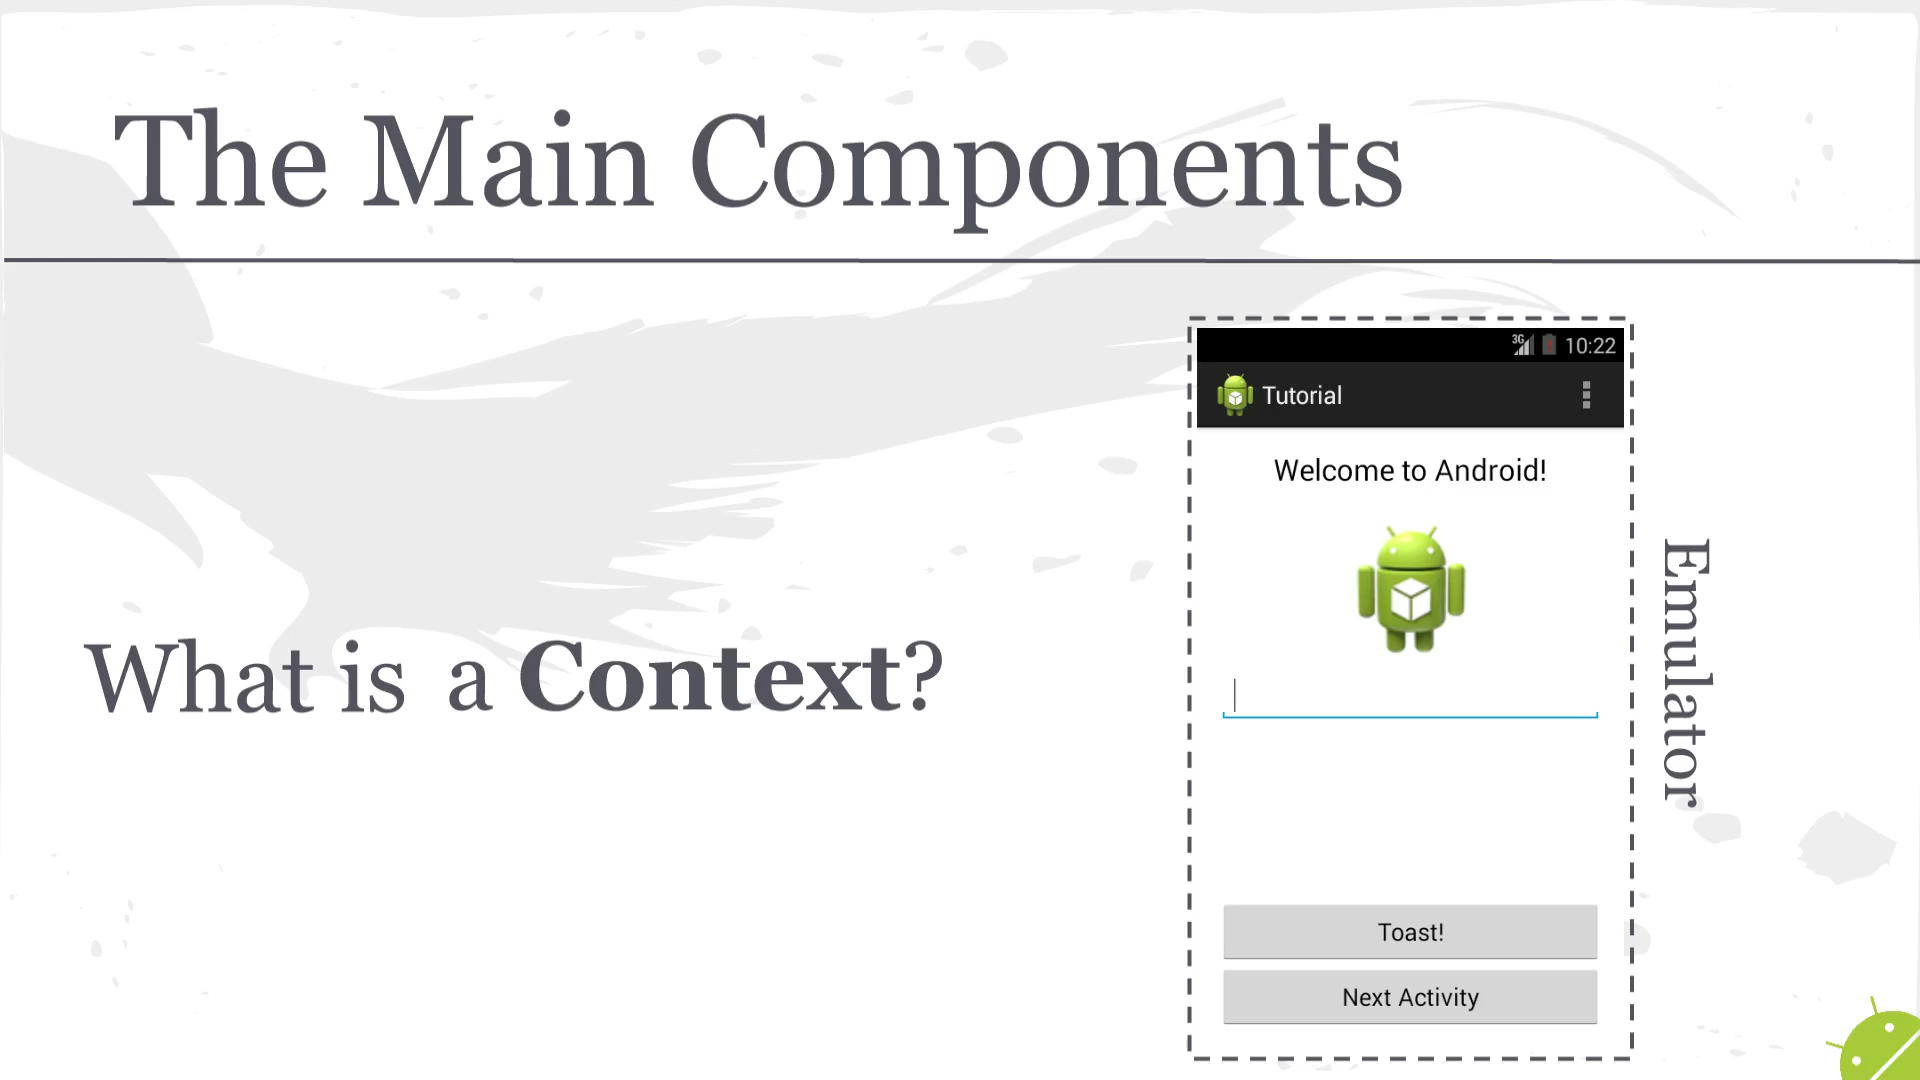 The Main Components
What is a Context?
3G 10:22
Tutorial
Welcome to Android!
Toast!
Next Activity
Emulator